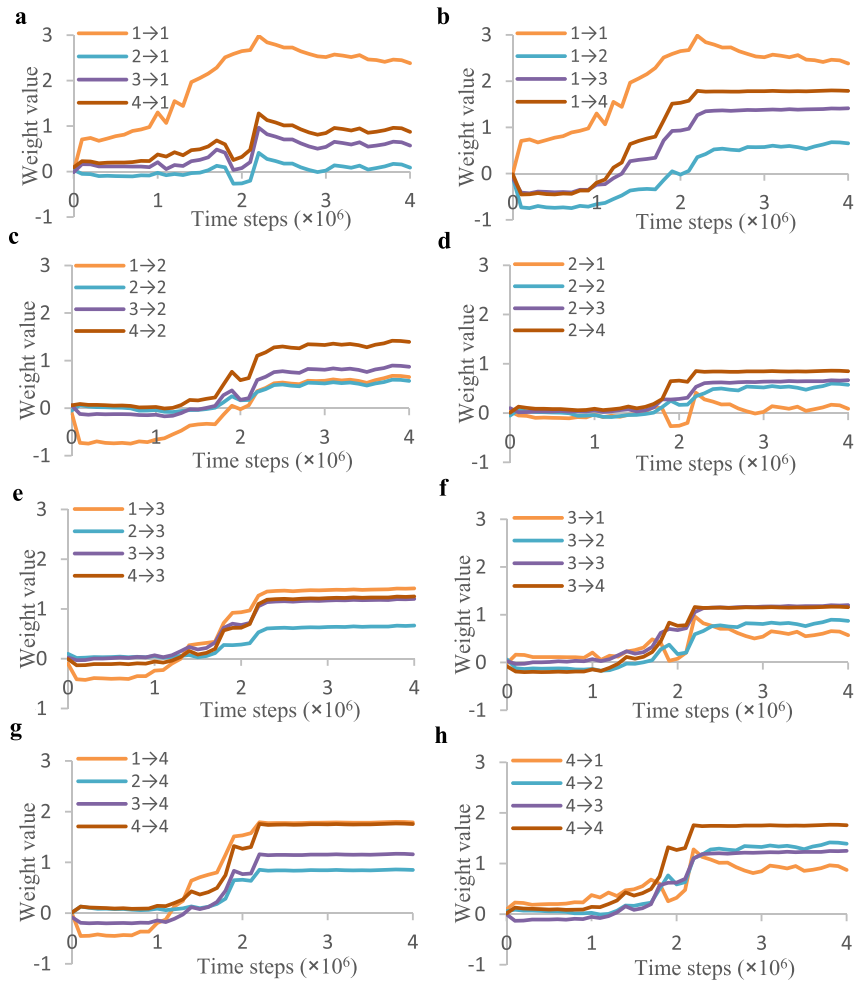 a
3
2
1
0
-1
Weight value
1→1
2→1
3→1
4→1
0 1 2 3 4
Time steps (×10⁶)
b
3
2
1
0
-1
Weight value
1→1
1→2
1→3
1→4
0 1 2 3 4
Time steps (×10⁶)
c
3
2
1
0
-1
Weight value
1→2
2→2
3→2
4→2
0 1 2 3 4
Time steps (×10⁶)
d
3
2
1
0
-1
Weight value
2→1
2→2
2→3
2→4
0 1 2 3 4
Time steps (×10⁶)
e
3
2
1
0
1
Weight value
1→3
2→3
3→3
4→3
0 1 2 3 4
Time steps (×10⁶)
f
3
2
1
0
-1
Weight value
3→1
3→2
3→3
3→4
0 1 2 3 4
Time steps (×10⁶)
g
3
2
1
0
-1
Weight value
1→4
2→4
3→4
4→4
0 1 2 3 4
Time steps (×10⁶)
h
3
2
1
0
-1
Weight value
4→1
4→2
4→3
4→4
0 1 2 3 4
Time steps (×10⁶)